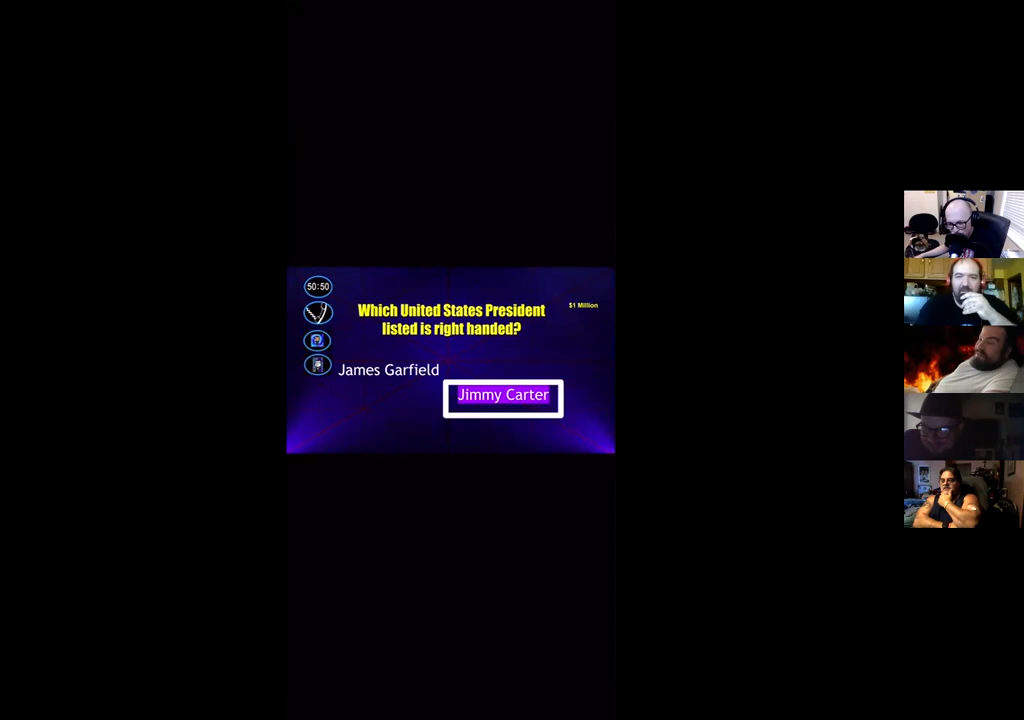 50:50
Which United States President
listed is right handed?
$1 Million
James Garfield
Jimmy Carter